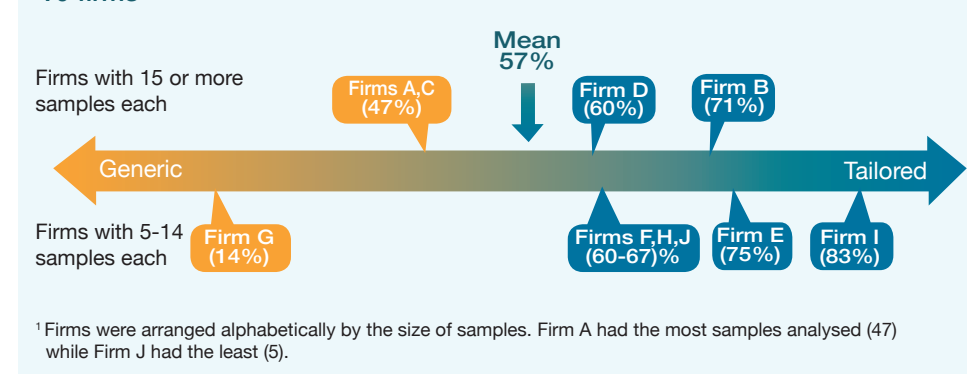 Mean
57%
Firms with 15 or more
samples each
Firms A,C
(47%)
Firm D
(60%)
Firm B
(71%)
Generic
Tailored
Firms with 5-14
samples each
Firm G
(14%)
Firms F,H,J
(60-67)%
Firm E
(75%)
Firm I
(83%)
1 Firms were arranged alphabetically by the size of samples. Firm A had the most samples analysed (47)
while Firm J had the least (5).